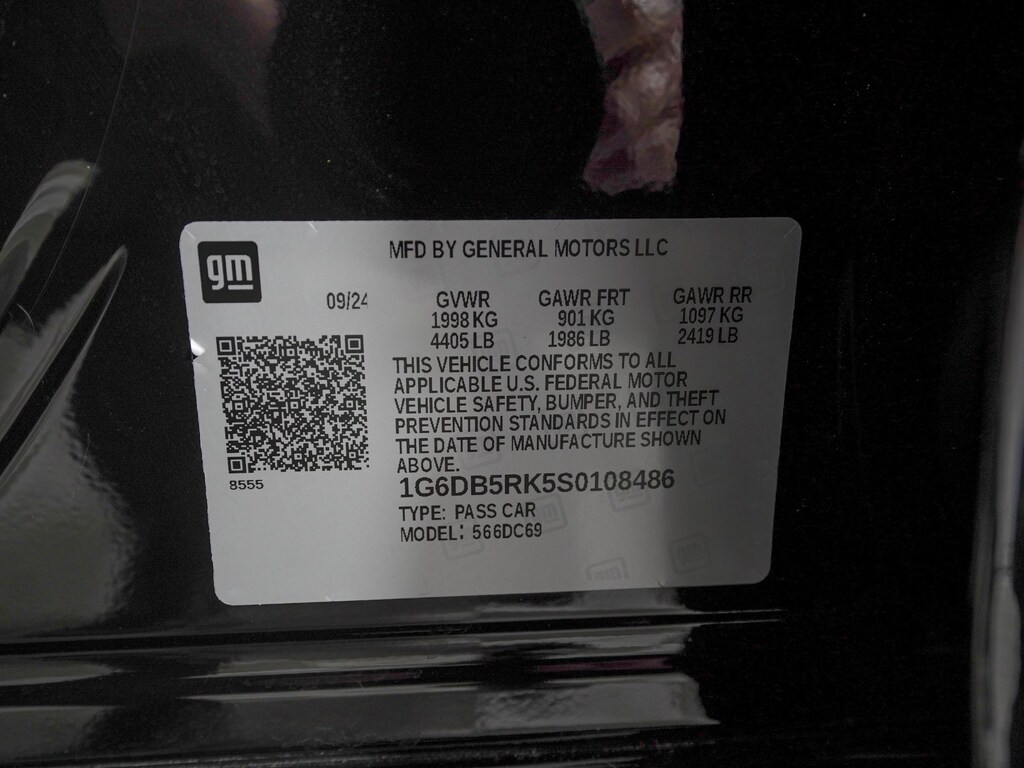 gm
MFD BY GENERAL MOTORS LLC
09/24
GVWR GAWR FRT GAWR RR
1998 KG 901 KG 1097 KG
4405 LB 1986 LB 2419 LB
THIS VEHICLE CONFORMS TO ALL
APPLICABLE U.S. FEDERAL MOTOR
VEHICLE SAFETY, BUMPER, AND THEFT
PREVENTION STANDARDS IN EFFECT ON
THE DATE OF MANUFACTURE SHOWN
ABOVE.
8555
1G6DB5RK5S0108486
TYPE: PASS CAR
MODEL: 566DC69